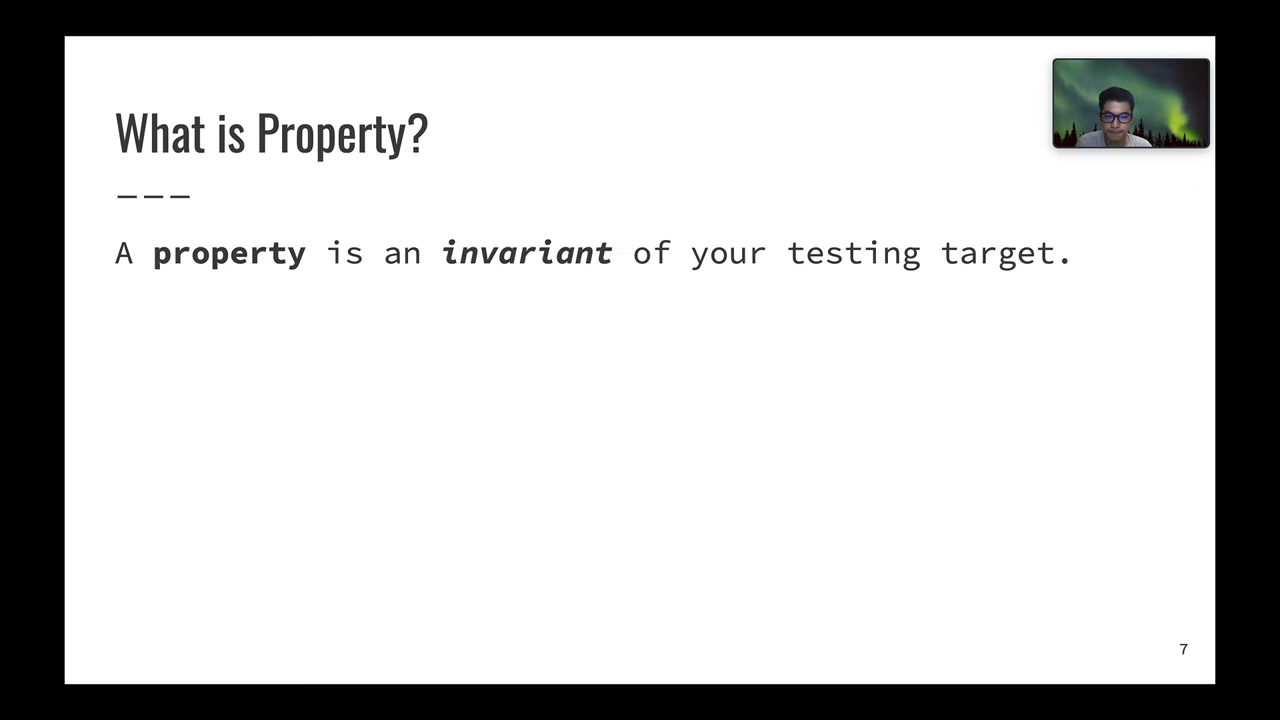 What is Property?
– – –
A property is an invariant of your testing target.
7